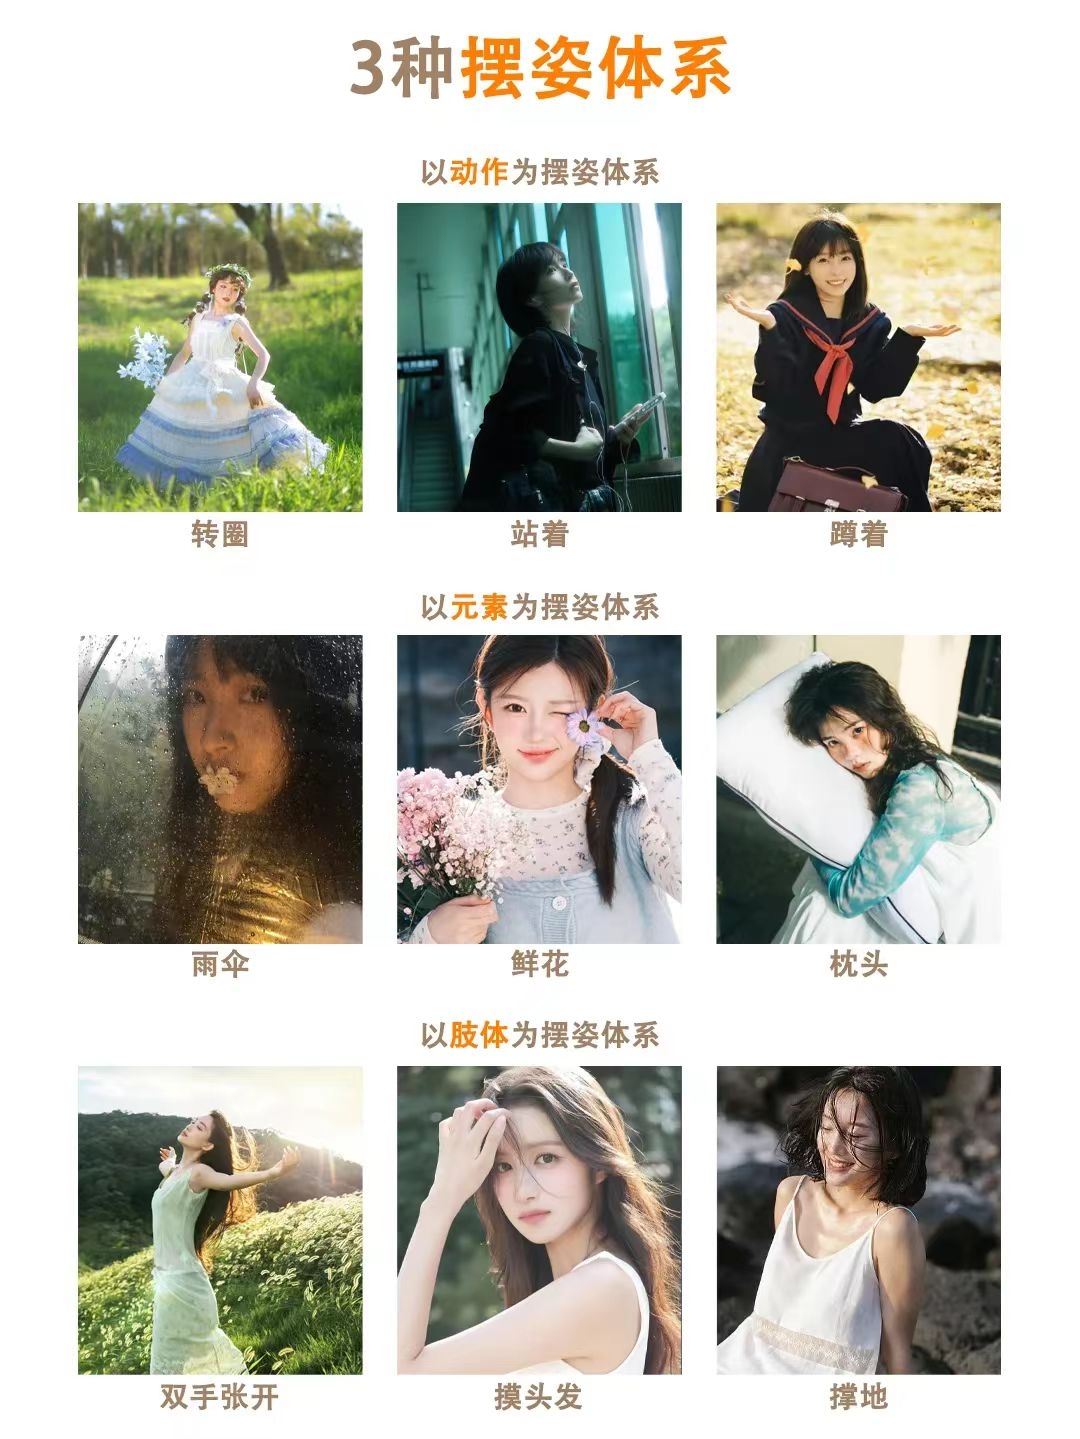 3种摆姿体系
以动作为摆姿体系
转圈
站着
蹲着
以元素为摆姿体系
雨伞
鲜花
枕头
以肢体为摆姿体系
双手张开
摸头发
撑地